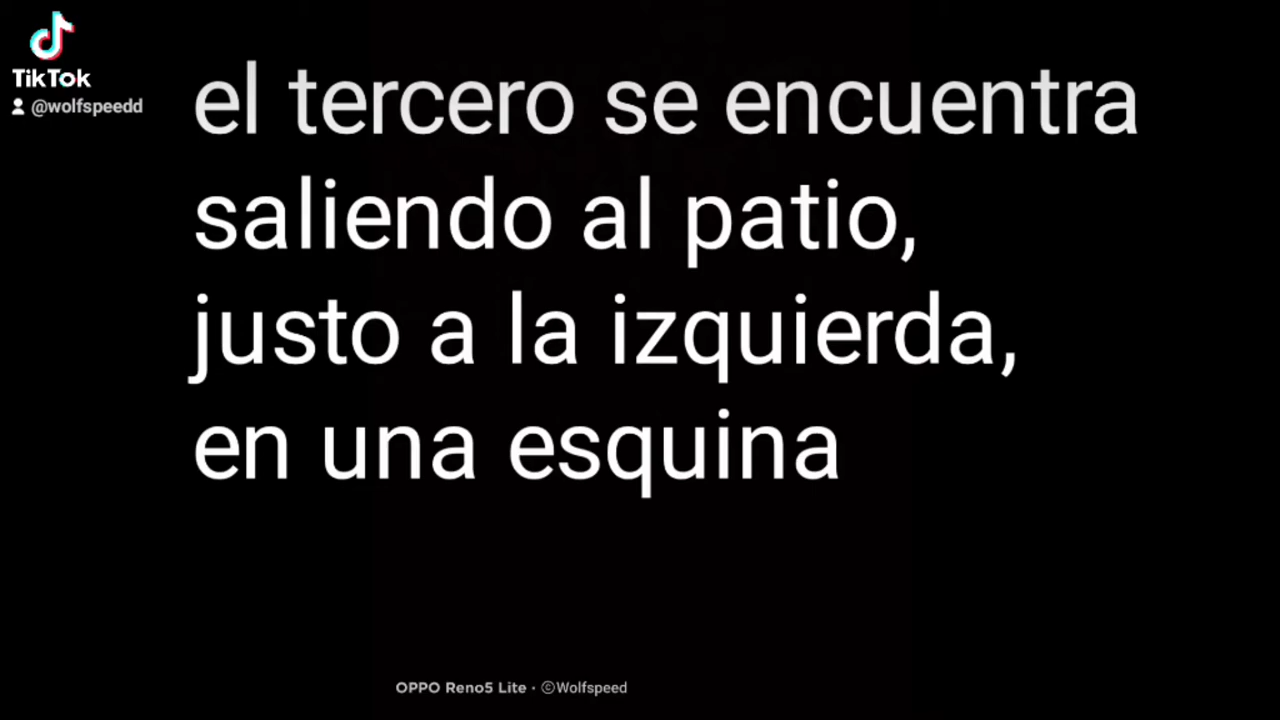 TikTok
@wolfspeedd
el tercero se encuentra
saliendo al patio,
justo a la izquierda,
en una esquina
OPPO Reno5 Lite · ©Wolfspeed